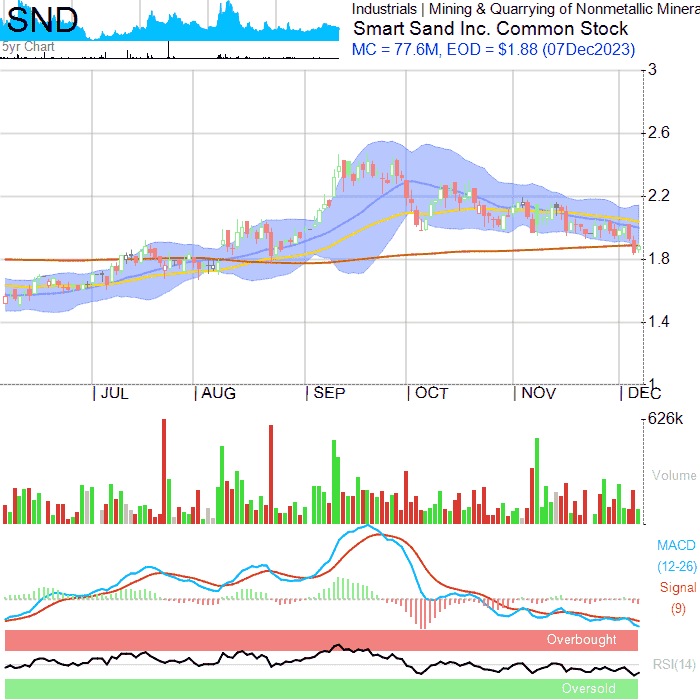 SND
5yr Chart
Industrials | Mining & Quarrying of Nonmetallic Minera
Smart Sand Inc. Common Stock
MC = 77.6M, EOD = $1.88 (07Dec2023)
3
2.6
2.2
1.8
1.4
1
JUL
AUG
SEP
OCT
NOV
DEC
626k
Volume
MACD
(12-26)
Signal
(9)
Overbought
RSI(14)
Oversold